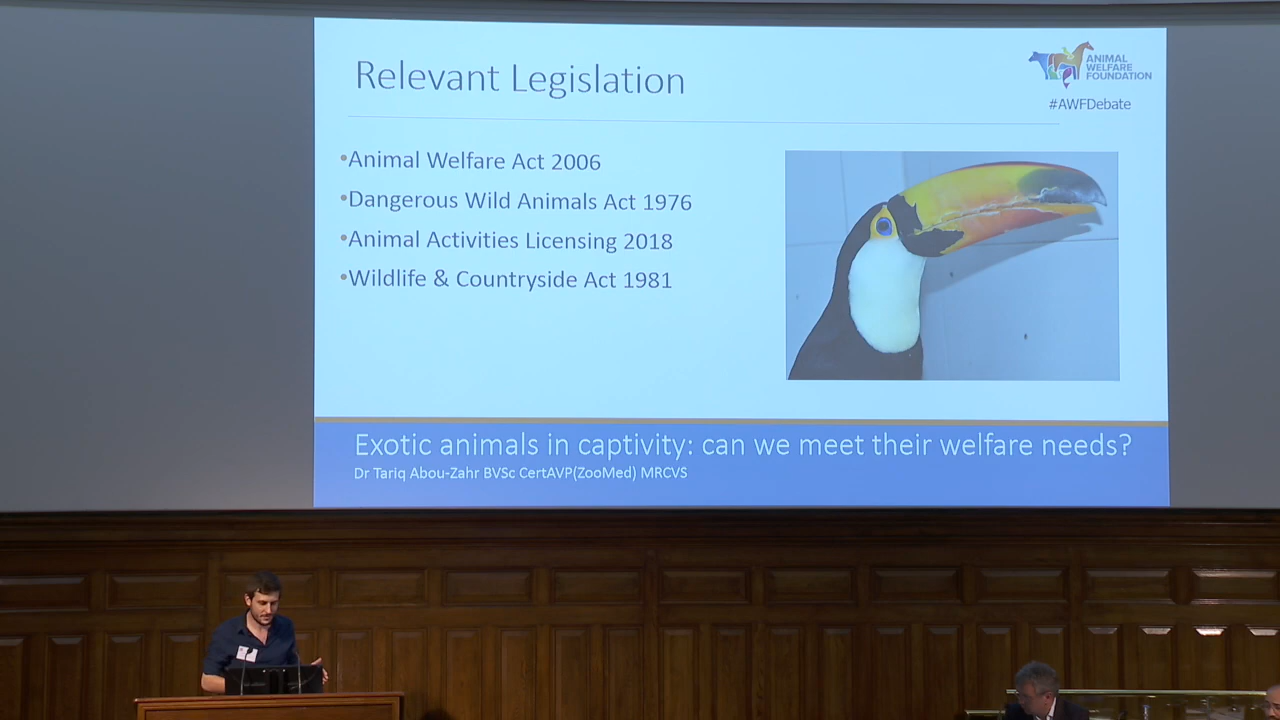 Relevant Legislation
ANIMAL
WELFARE
FOUNDATION
#AWFDebate
•Animal Welfare Act 2006
•Dangerous Wild Animals Act 1976
•Animal Activities Licensing 2018
•Wildlife & Countryside Act 1981
Exotic animals in captivity: can we meet their welfare needs?
Dr Tariq Abou-Zahr BVSc CertAVP(ZooMed) MRCVS